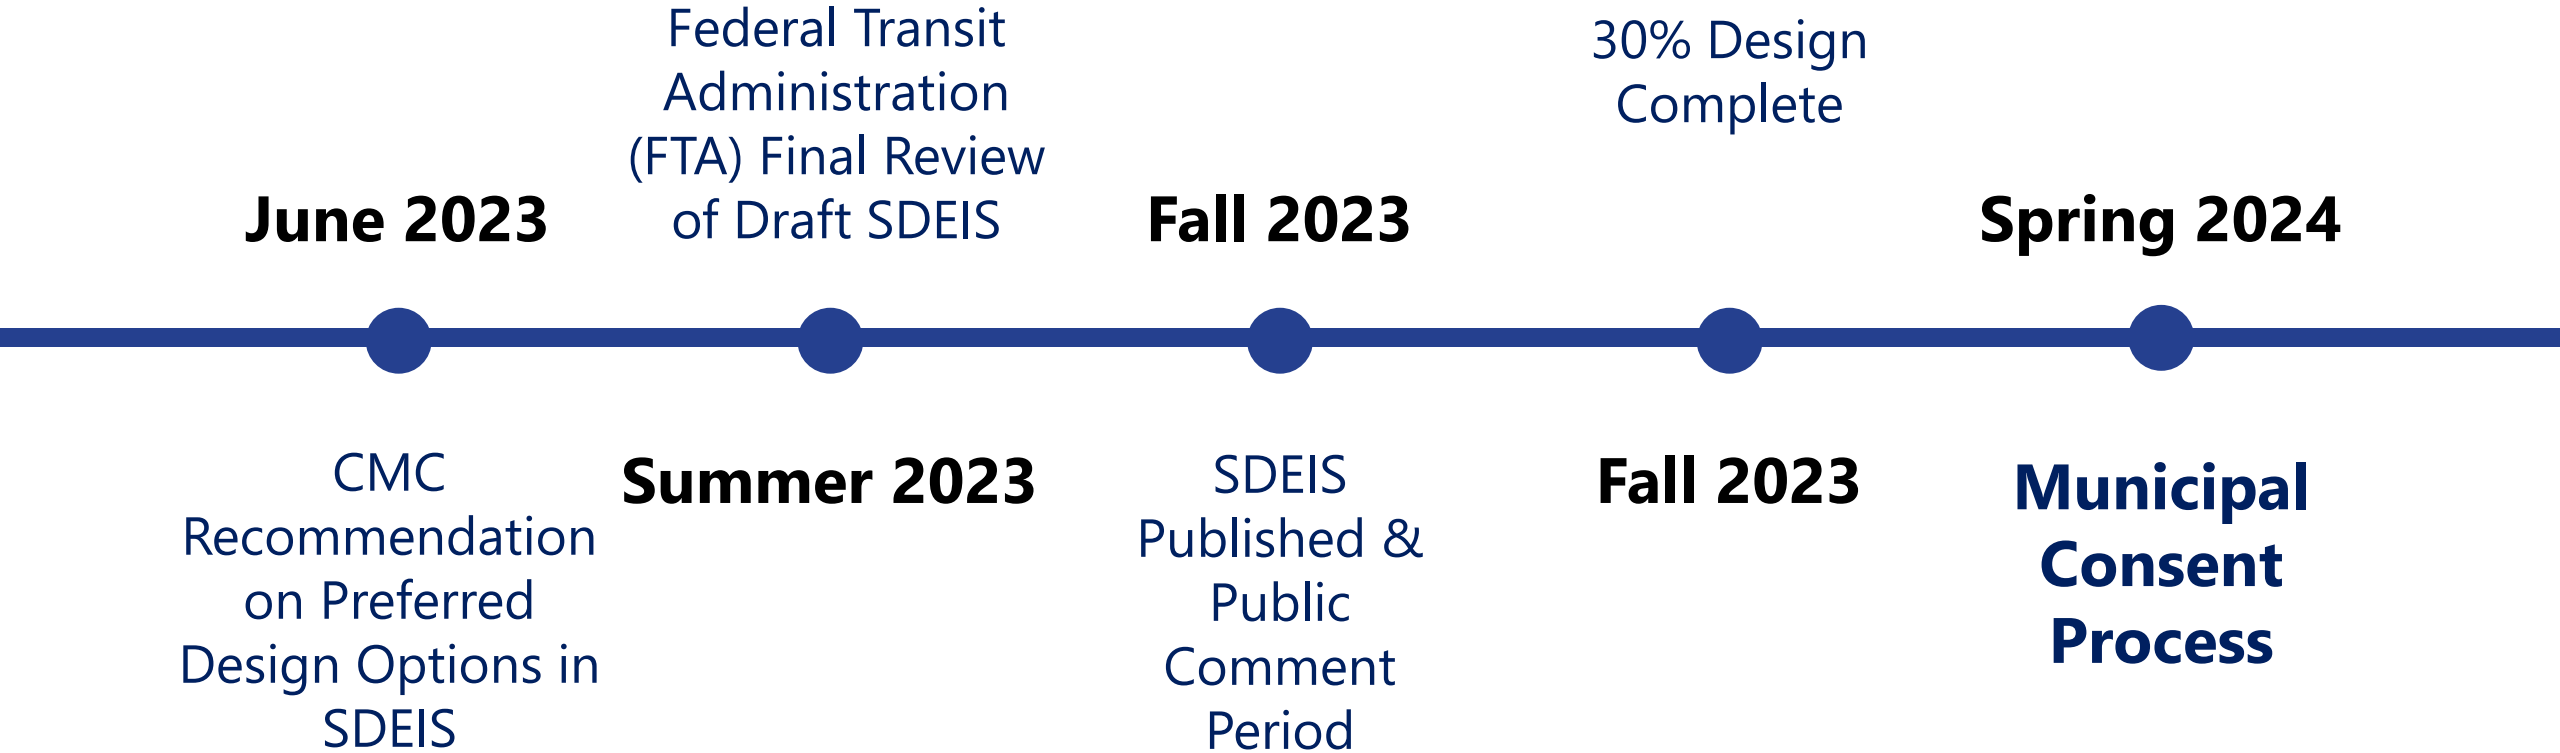 June 2023
CMC
Recommendation
on Preferred
Design Options in
SDEIS
Federal Transit
Administration
(FTA) Final Review
of Draft SDEIS
Summer 2023
Fall 2023
SDEIS
Published &
Public
Comment
Period
30% Design
Complete
Fall 2023
Spring 2024
Municipal
Consent
Process